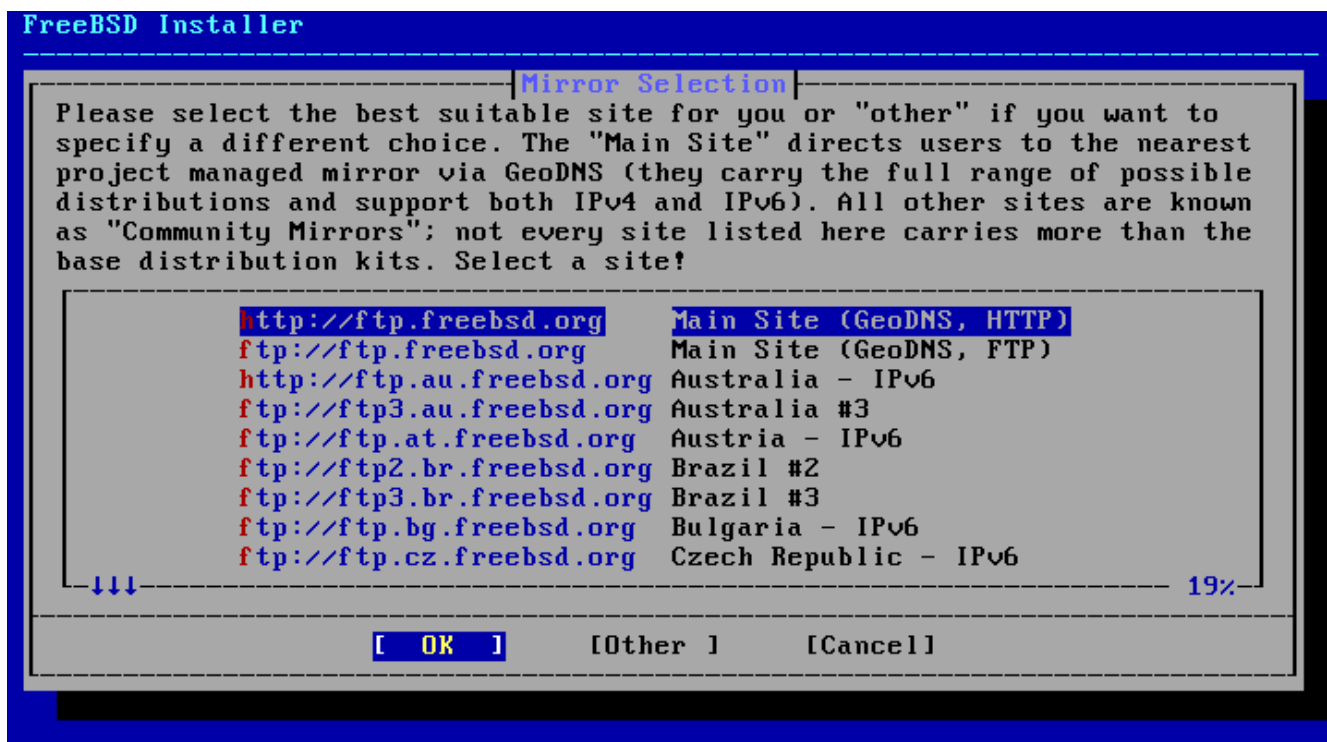 FreeBSD Installer
Mirror Selection
Please select the best suitable site for you or "other" if you want to
specify a different choice. The "Main Site" directs users to the nearest
project managed mirror via GeoDNS (they carry the full range of possible
distributions and support both IPv4 and IPv6). All other sites are known
as "Community Mirrors"; not every site listed here carries more than the
base distribution kits. Select a site!
http://ftp.freebsd.org Main Site (GeoDNS, HTTP)
ftp://ftp.freebsd.org Main Site (GeoDNS, FTP)
http://ftp.au.freebsd.org Australia - IPv6
ftp://ftp3.au.freebsd.org Australia #3
ftp://ftp.at.freebsd.org Austria - IPv6
ftp://ftp2.br.freebsd.org Brazil #2
ftp://ftp3.br.freebsd.org Brazil #3
ftp://ftp.bg.freebsd.org Bulgaria - IPv6
ftp://ftp.cz.freebsd.org Czech Republic - IPv6
↓↓↓ 19%
[ OK ] [Other ] [Cancel]